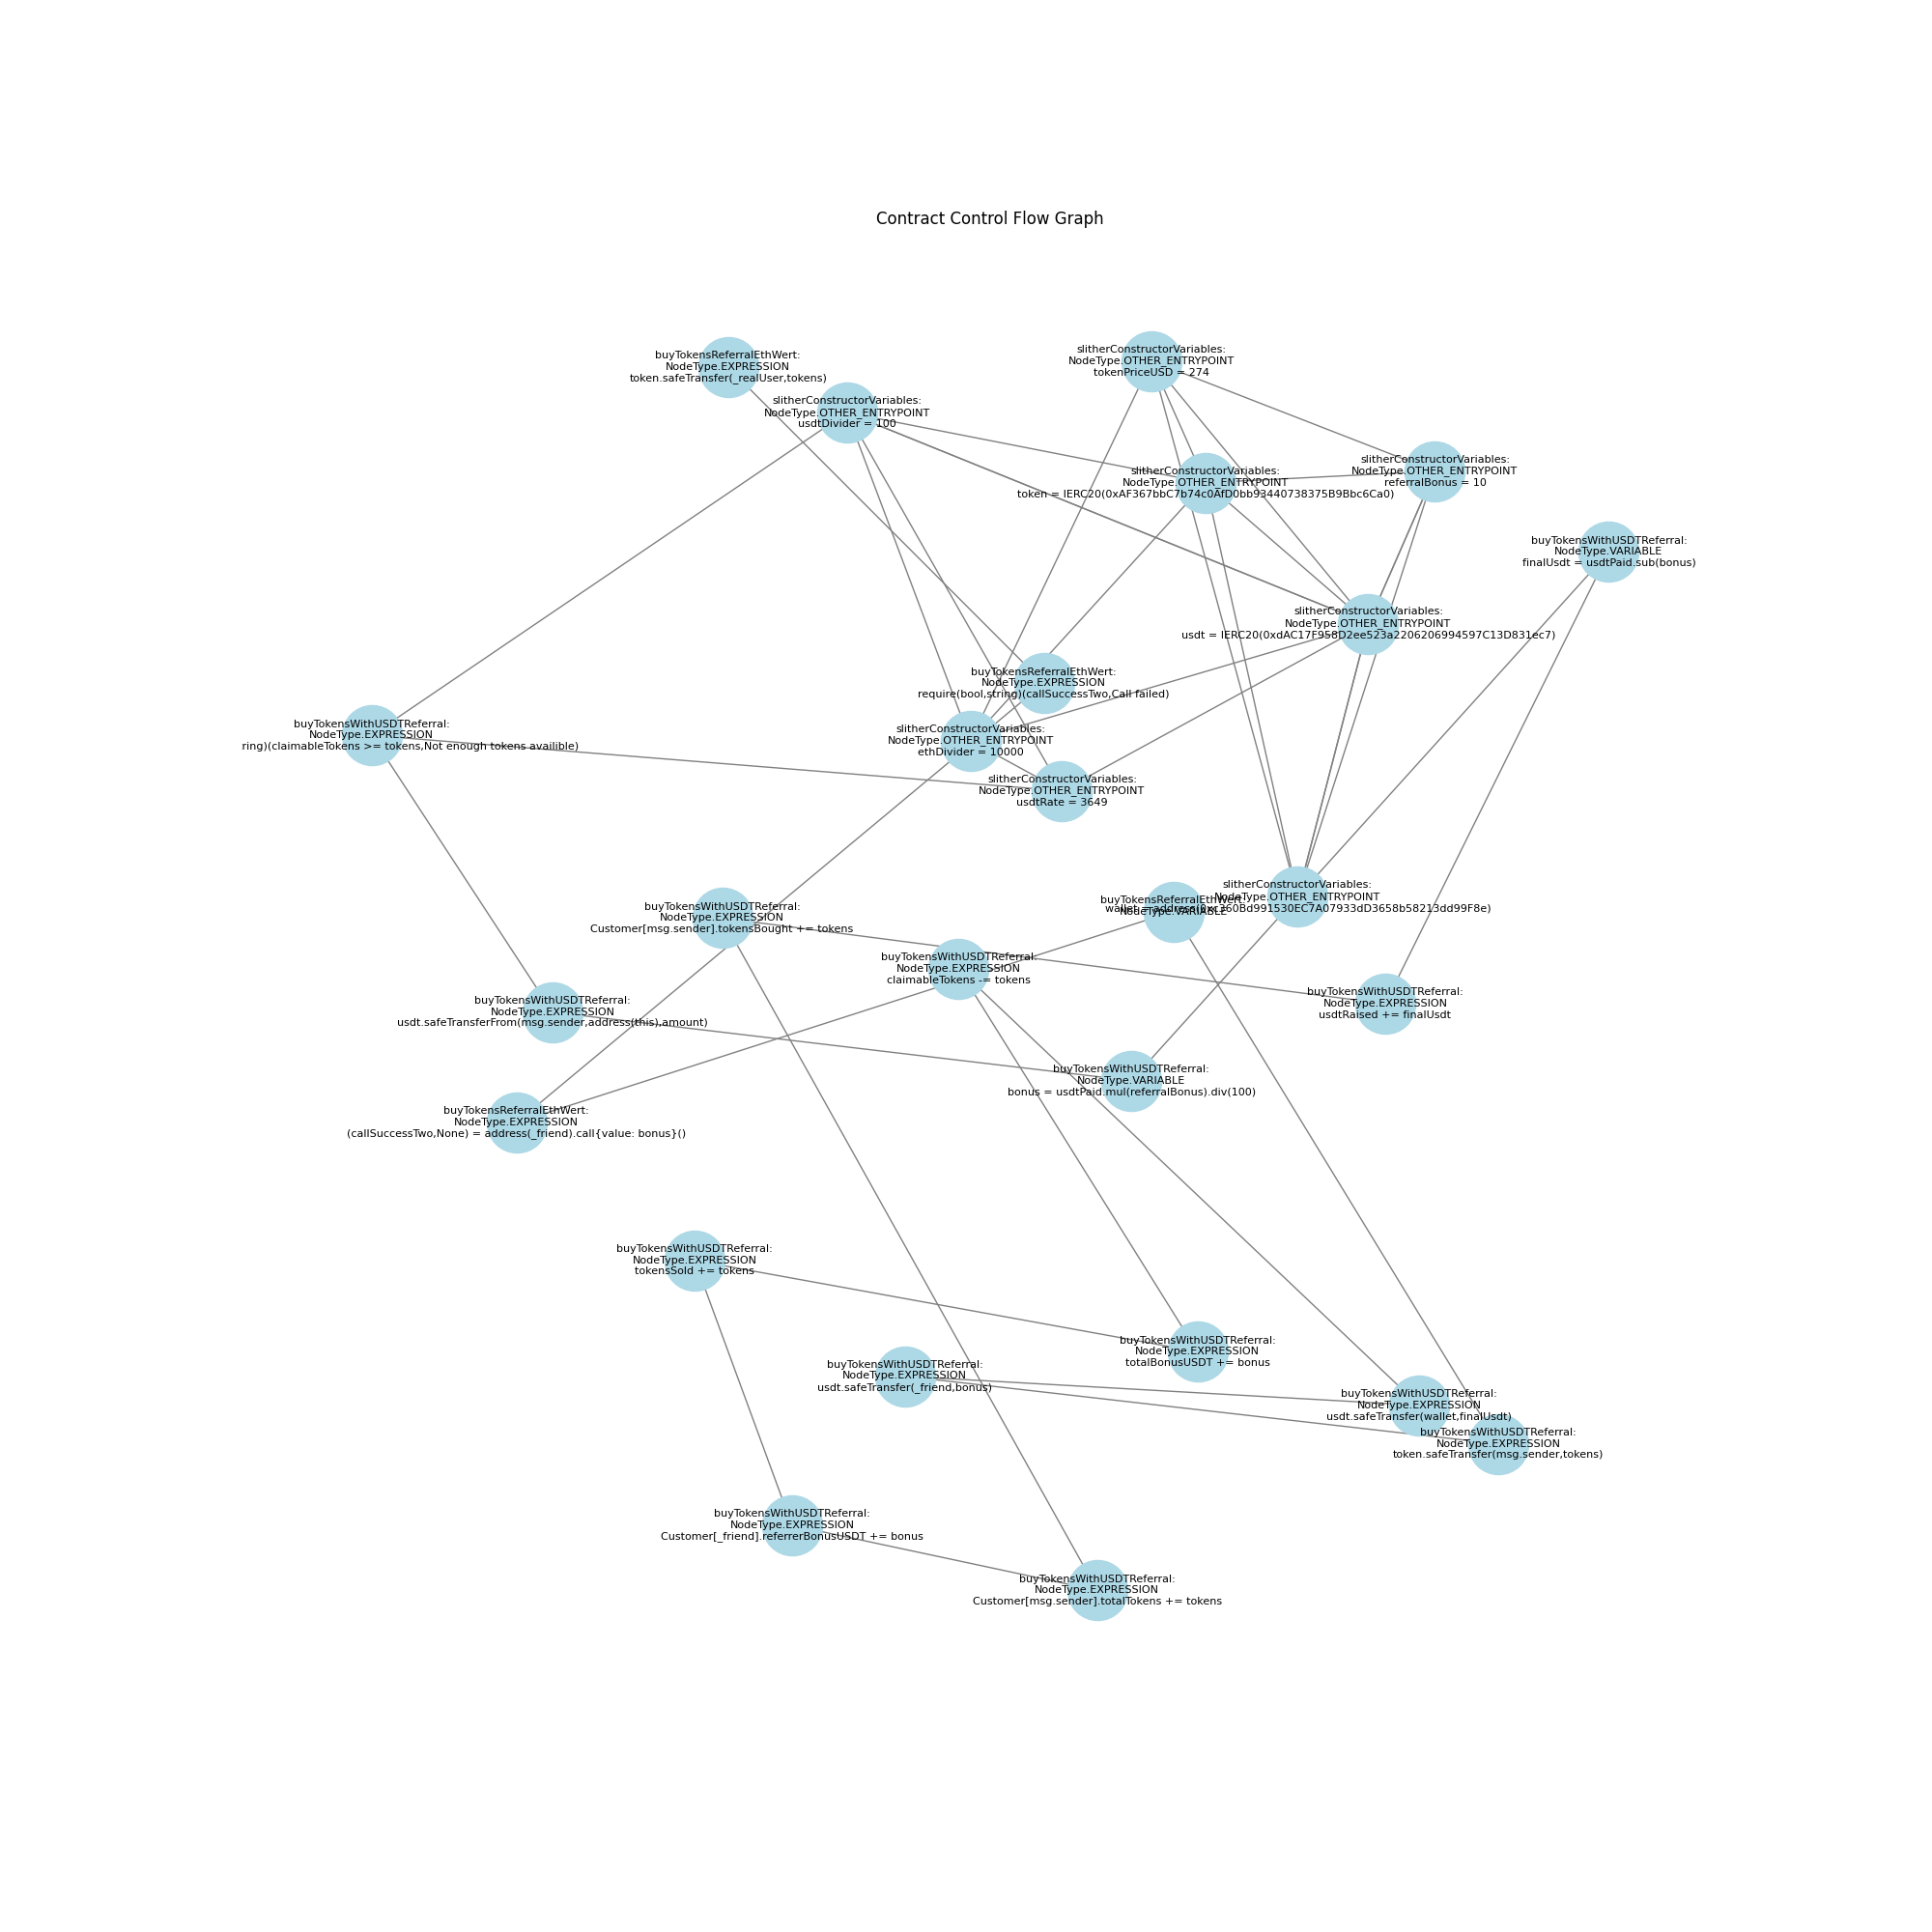 Contract Control Flow Graph
slitherConstructorVariables:
NodeType.OTHER_ENTRYPOINT
tokenPriceUSD = 274
buyTokensReferralEthWert:
NodeType.EXPRESSION
token.safeTransfer(_realUser,tokens)
slitherConstructorVariables:
NodeType.OTHER_ENTRYPOINT
usdtDivider = 100
slitherConstructorVariables:
NodeType.OTHER_ENTRYPOINT
referralBonus = 10
slitherConstructorVariables:
NodeType.OTHER_ENTRYPOINT
token = IERC20(0xAF367bbC7b74c0AfD0bb93440738375B9Bbc6Ca0)
buyTokensWithUSDTReferral:
NodeType.VARIABLE
finalUsdt = usdtPaid.sub(bonus)
slitherConstructorVariables:
NodeType.OTHER_ENTRYPOINT
usdt = IERC20(0xdAC17F958D2ee523a2206206994597C13D831ec7)
buyTokensReferralEthWert:
NodeType.EXPRESSION
require(bool,string)(callSuccessTwo,Call failed)
buyTokensWithUSDTReferral:
NodeType.EXPRESSION
ring)(claimableTokens >= tokens,Not enough tokens availible)
slitherConstructorVariables:
NodeType.OTHER_ENTRYPOINT
ethDivider = 10000
slitherConstructorVariables:
NodeType.OTHER_ENTRYPOINT
usdtRate = 3649
slitherConstructorVariables:
NodeType.OTHER_ENTRYPOINT
buyTokensReferralEthWert
NodeType.VARIABLE
buyTokensWithUSDTReferral:
NodeType.EXPRESSION
Customer[msg.sender].tokensBought += tokens
buyTokensWithUSDTReferral:
NodeType.EXPRESSION
claimableTokens -= tokens
buyTokensWithUSDTReferral:
NodeType.EXPRESSION
usdtRaised += finalUsdt
buyTokensWithUSDTReferral:
NodeType.EXPRESSION
usdt.safeTransferFrom(msg.sender,address(this),amount)
buyTokensWithUSDTReferral:
NodeType.VARIABLE
bonus = usdtPaid.mul(referralBonus).div(100)
buyTokensReferralEthWert:
NodeType.EXPRESSION
(callSuccessTwo,None) = address(_friend).call{value: bonus}()
buyTokensWithUSDTReferral:
NodeType.EXPRESSION
tokensSold += tokens
buyTokensWithUSDTReferral:
NodeType.EXPRESSION
totalBonusUSDT += bonus
buyTokensWithUSDTReferral:
NodeType.EXPRESSION
usdt.safeTransfer(_friend,bonus)
buyTokensWithUSDTReferral:
NodeType.EXPRESSION
usdt.safeTransfer(wallet,finalUsdt)
buyTokensWithUSDTReferral:
NodeType.EXPRESSION
token.safeTransfer(msg.sender,tokens)
buyTokensWithUSDTReferral:
NodeType.EXPRESSION
Customer[_friend].referrerBonusUSDT += bonus
buyTokensWithUSDTReferral:
NodeType.EXPRESSION
Customer[msg.sender].totalTokens += tokens